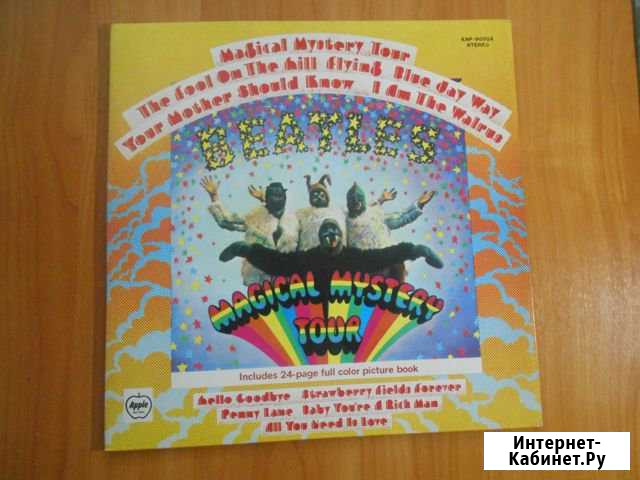 EAP-9030X
STEREO
Magical Mystery Tour
The Fool On The Hill Flying Blue Jay Way
Your Mother Should Know I Am The Walrus
BEATLES
MAGICAL MYSTERY
TOUR
Includes 24-page full color picture book
Hello Goodbye Strawberry Fields Forever
Penny Lane Baby You're A Rich Man
All You Need Is Love
Apple
Интернет-
Кабинет.Ру